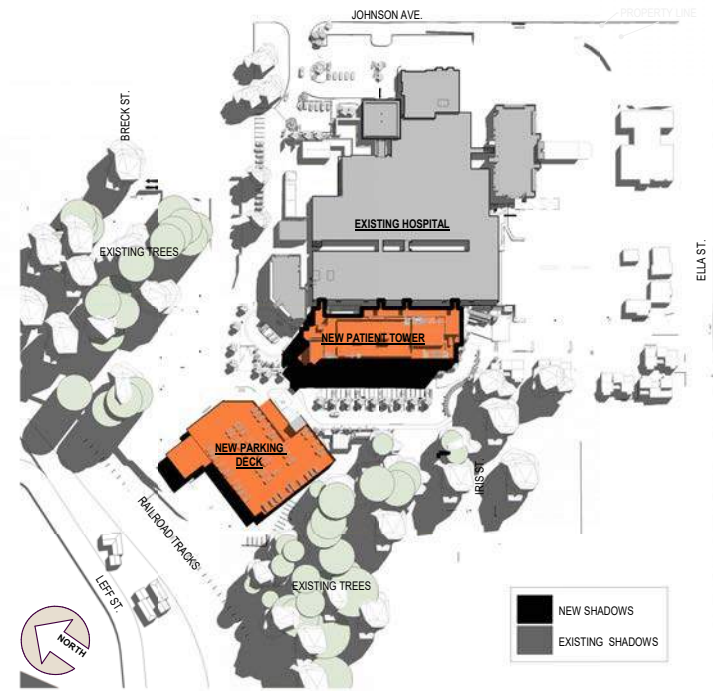 JOHNSON AVE.
PROPERTY LINE
BRECK ST.
EXISTING HOSPITAL
EXISTING TREES
ELLA ST.
NEW PATIENT TOWER
NEW PARKING
DECK
IRIS ST.
RAILROAD TRACKS
LEFF ST.
EXISTING TREES
NEW SHADOWS
EXISTING SHADOWS
NORTH